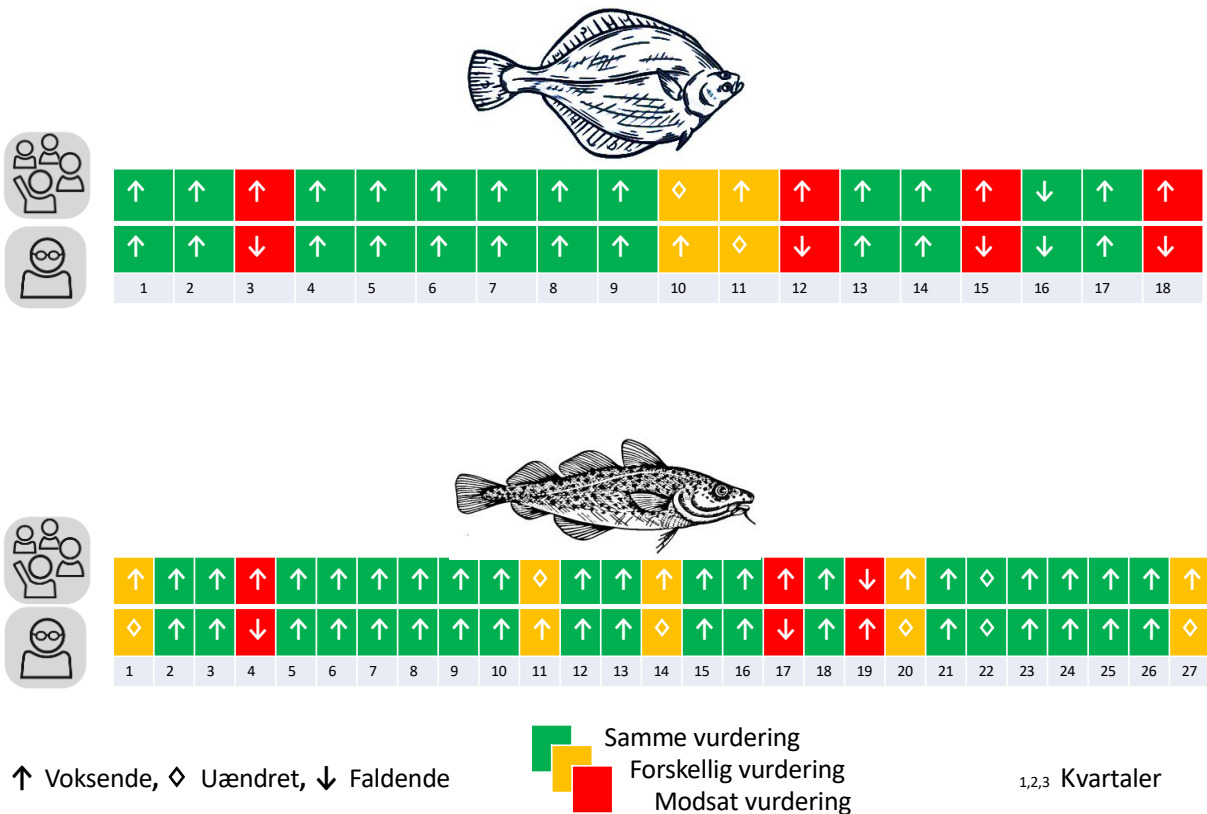 1 2 3 4 5 6 7 8 9 10 11 12 13 14 15 16 17 18
1 2 3 4 5 6 7 8 9 10 11 12 13 14 15 16 17 18 19 20 21 22 23 24 25 26 27
↑ Voksende, ◇ Uændret, ↓ Faldende
Samme vurdering
Forskellig vurdering
Modsat vurdering
1,2,3 Kvartaler